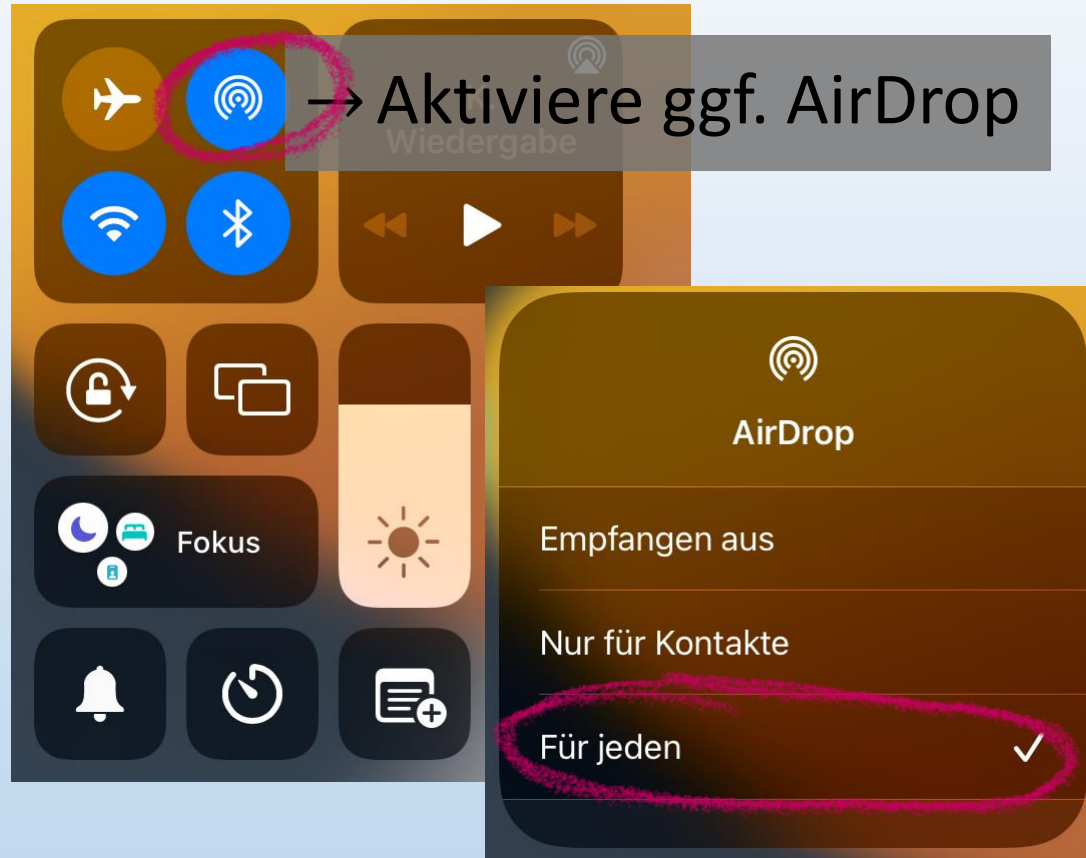 → Aktiviere ggf. AirDrop
Wiedergabe
Fokus
AirDrop
Empfangen aus
Nur für Kontakte
Für jeden